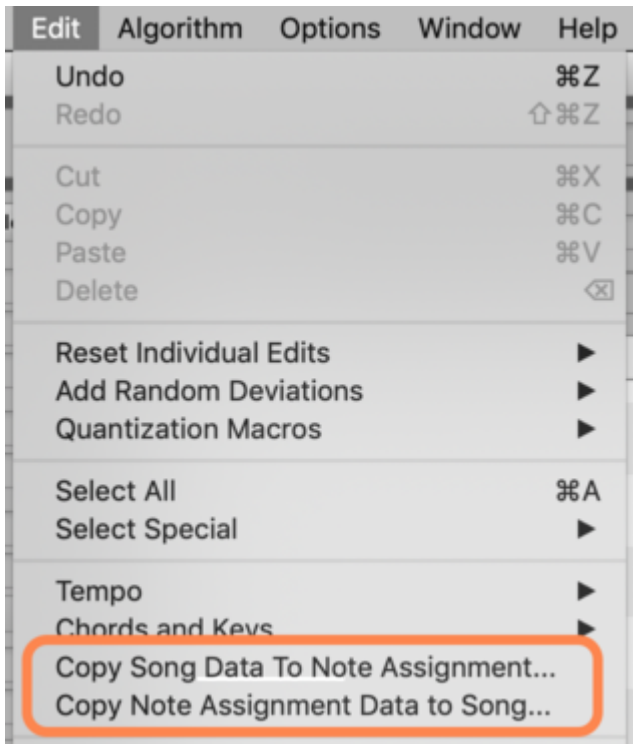 Edit Algorithm Options Window Help
Undo ⌘Z
Redo ⇧⌘Z
Cut ⌘X
Copy ⌘C
Paste ⌘V
Delete ⌫
Reset Individual Edits ▶
Add Random Deviations ▶
Quantization Macros ▶
Select All ⌘A
Select Special ▶
Tempo ▶
Chords and Keys ▶
Copy Song Data To Note Assignment...
Copy Note Assignment Data to Song...